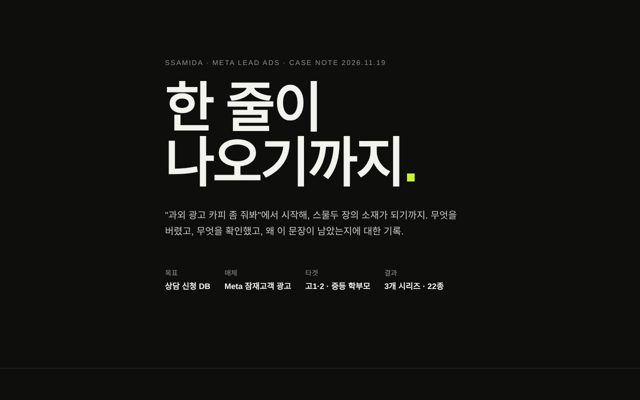 SSAMIDA · META LEAD ADS · CASE NOTE 2026.11.19
한 줄이
나오기까지.
"과외 광고 카피 좀 줘봐"에서 시작해, 스물두 장의 소재가 되기까지. 무엇을
버렸고, 무엇을 확인했고, 왜 이 문장이 남았는지에 대한 기록.
목표 매체 타겟 결과
상담 신청 DB Meta 잠재고객 광고 고1·2 · 중등 학부모 3개 시리즈 · 22종